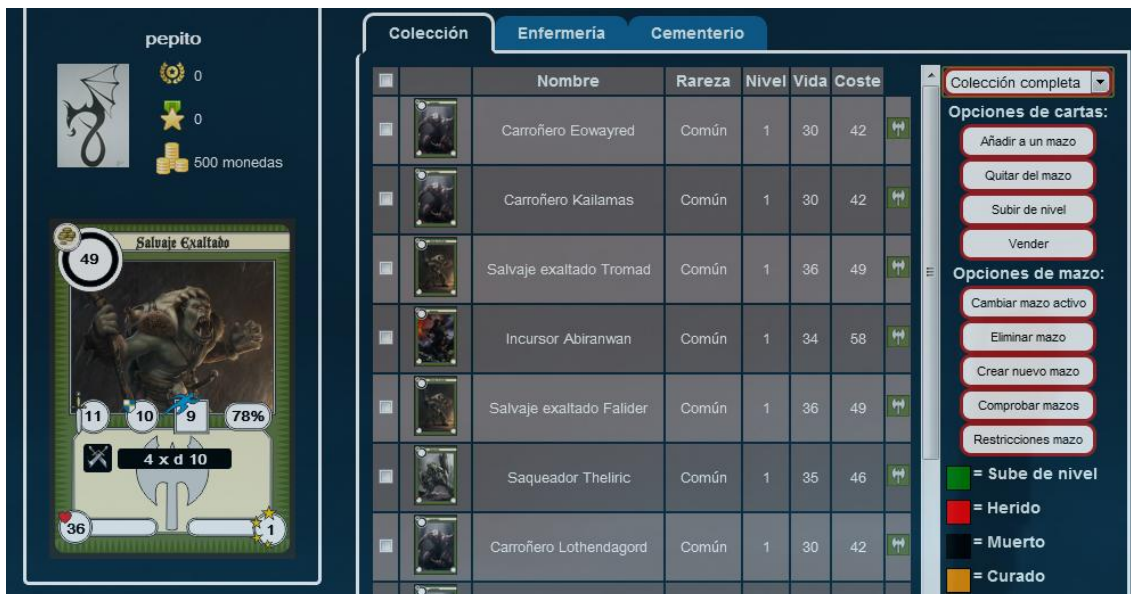 pepito
0
0
500 monedas
49
Salvaje Exaltado
11 10 9 78%
4 x d 10
36 1
Colección Enfermería Cementerio
Nombre Rareza Nivel Vida Coste
Carroñero Eowayred Común 1 30 42
Carroñero Kailamas Común 1 30 42
Salvaje exaltado Tromad Común 1 36 49
Incursor Abiranwan Común 1 34 58
Salvaje exaltado Falider Común 1 36 49
Saqueador Theliric Común 1 35 46
Carroñero Lothendagord Común 1 30 42
Colección completa
Opciones de cartas:
Añadir a un mazo
Quitar del mazo
Subir de nivel
Vender
Opciones de mazo:
Cambiar mazo activo
Eliminar mazo
Crear nuevo mazo
Comprobar mazos
Restricciones mazo
= Sube de nivel
= Herido
= Muerto
= Curado